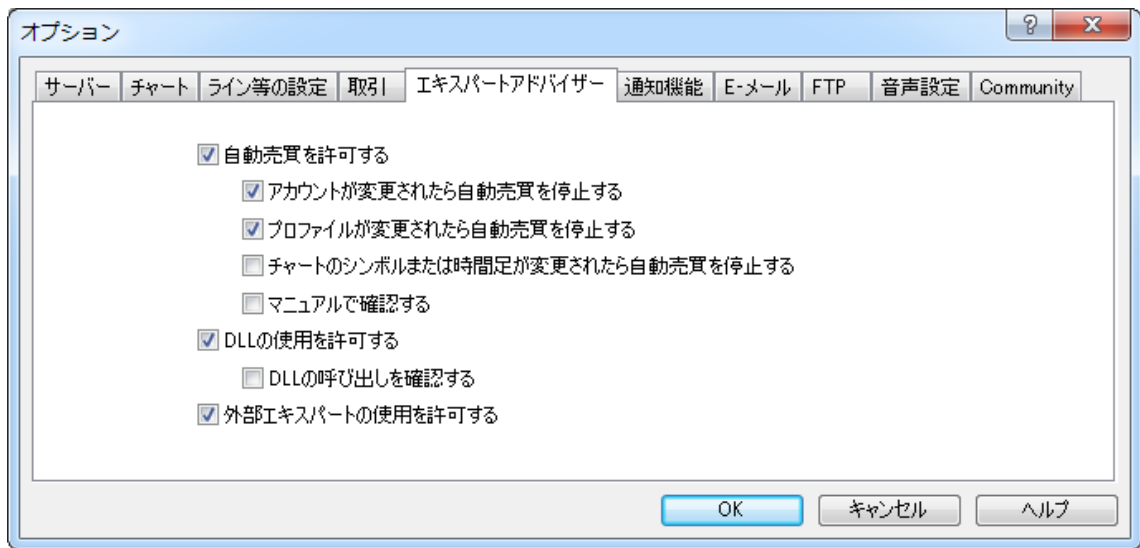 オプション
?
サーバー チャート ライン等の設定 取引 エキスパートアドバイザー 通知機能 E-メール FTP 音声設定 Community
自動売買を許可する
アカウントが変更されたら自動売買を停止する
プロファイルが変更されたら自動売買を停止する
チャートのシンボルまたは時間足が変更されたら自動売買を停止する
マニュアルで確認する
DLLの使用を許可する
DLLの呼び出しを確認する
外部エキスパートの使用を許可する
OK キャンセル ヘルプ